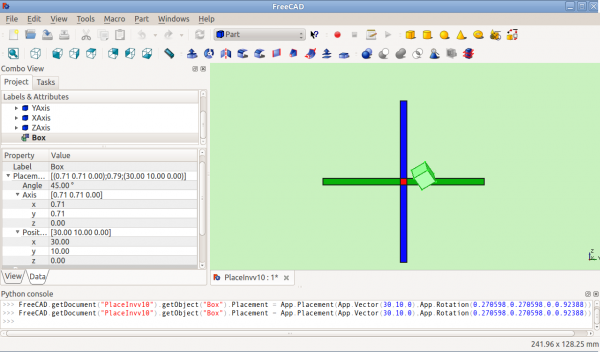 FreeCAD
File Edit View Tools Macro Part Windows Help
Part
Combo View
Project Tasks
Labels & Attributes
YAxis
XAxis
ZAxis
Box
Property Value
Label Box
Placem... [(0.71 0.71 0.00);0.79;(30.00 10.00 0.00)]
Angle 45.00 °
Axis [0.71 0.71 0.00]
x 0.71
y 0.71
z 0.00
Posit... [30.00 10.00 0.00]
x 30.00
y 10.00
z 0.00
View Data
z
PlaceInvv10 : 1*
Python console
>>> FreeCAD.getDocument("PlaceInvv10").getObject("Box").Placement = App.Placement(App.Vector(30,10,0),App.Rotation(0.270598,0.270598,0,0.92388))
>>> FreeCAD.getDocument("PlaceInvv10").getObject("Box").Placement = App.Placement(App.Vector(30,10,0),App.Rotation(0.270598,0.270598,0,0.92388))
>>>
241.96 x 128.25 mm